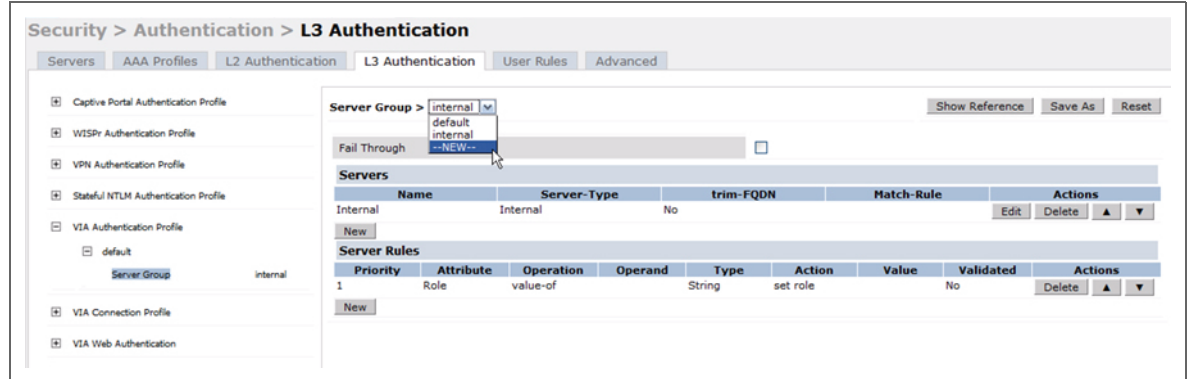 Security > Authentication > L3 Authentication
Servers AAA Profiles L2 Authentication L3 Authentication User Rules Advanced
Captive Portal Authentication Profile
WISPr Authentication Profile
VPN Authentication Profile
Stateful NTLM Authentication Profile
VIA Authentication Profile
default
Server Group internal
VIA Connection Profile
VIA Web Authentication
Server Group > internal Show Reference Save As Reset
default
internal
--NEW--
Fail Through
Servers
Name Server-Type trim-FQDN Match-Rule Actions
Internal Internal No Edit Delete ▲ ▼
New
Server Rules
Priority Attribute Operation Operand Type Action Value Validated Actions
1 Role value-of String set role No Delete ▲ ▼
New